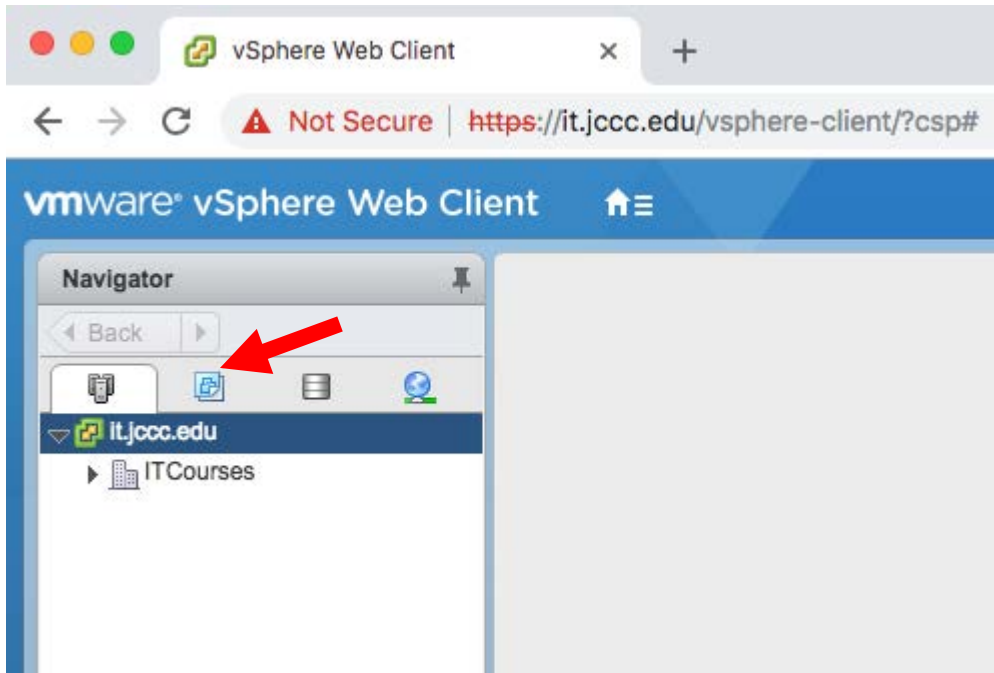 vSphere Web Client
Not Secure | https://it.jccc.edu/vsphere-client/?csp#
vmware® vSphere Web Client
Navigator
Back
it.jccc.edu
ITCourses